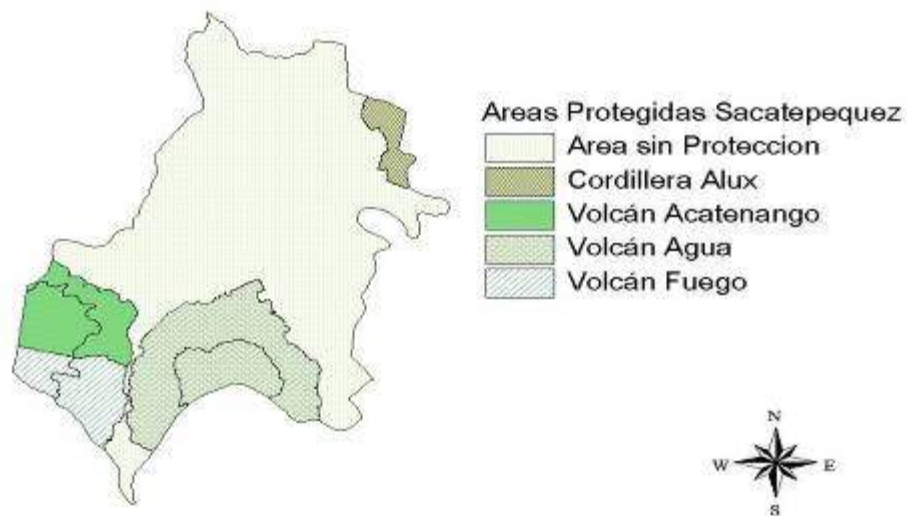 Areas Protegidas Sacatepequez
Area sin Proteccion
Cordillera Alux
Volcán Acatenango
Volcán Agua
Volcán Fuego
N
W E
S